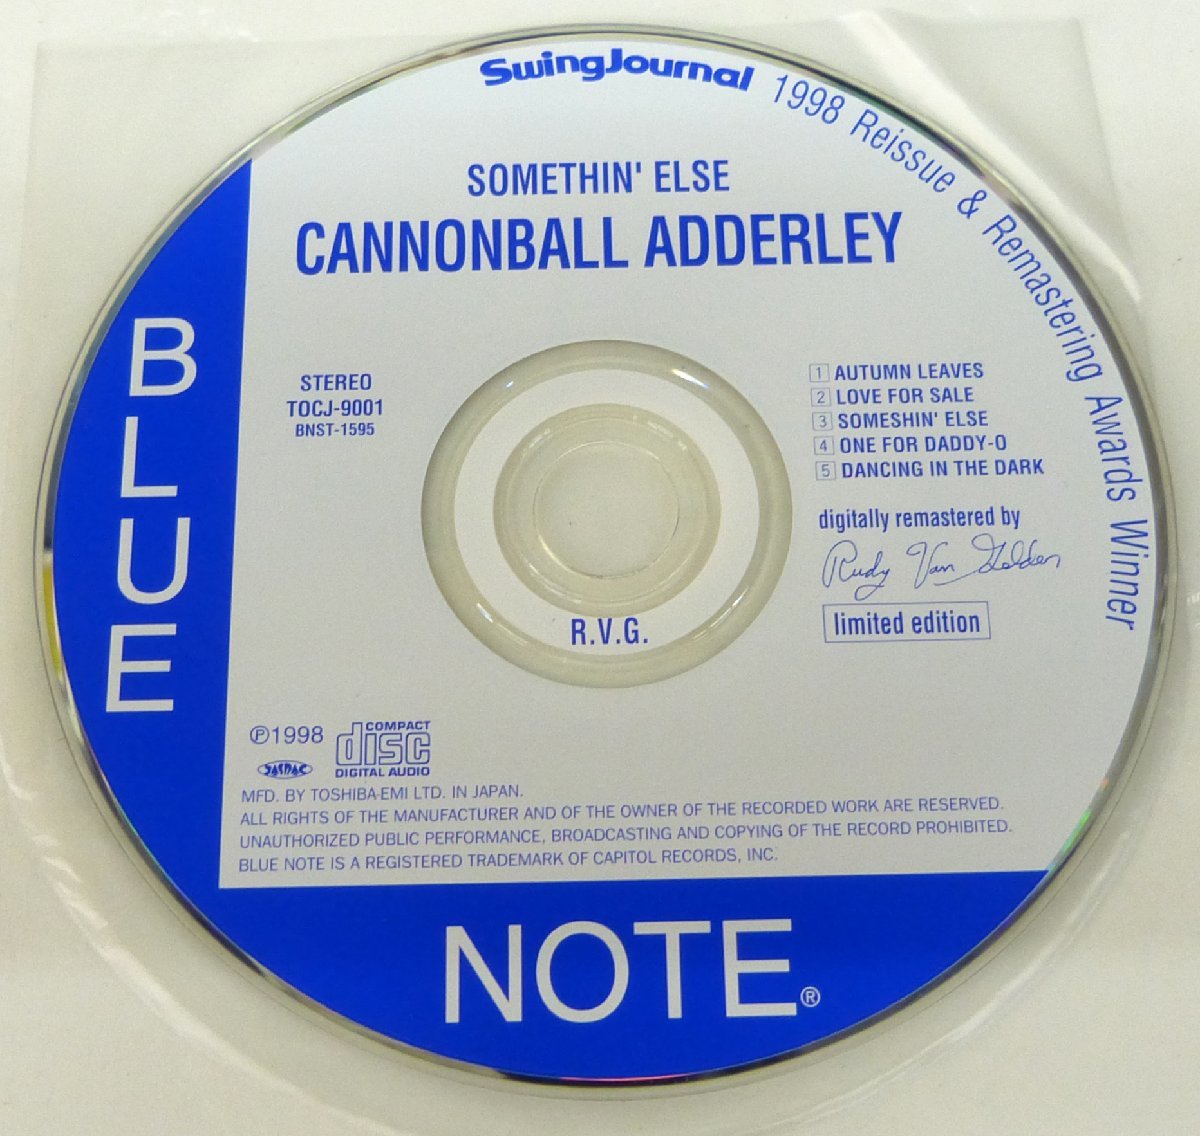 SwingJournal 1998 Reissue & Remastering Awards Winner
SOMETHIN' ELSE
CANNONBALL ADDERLEY
BLUE
STEREO
TOCJ-9001
BNST-1595
1 AUTUMN LEAVES
2 LOVE FOR SALE
3 SOMESHIN' ELSE
4 ONE FOR DADDY-O
5 DANCING IN THE DARK
digitally remastered by
Rudy Van Gelder
limited edition
R.V.G.
℗1998
COMPACT
disc
DIGITAL AUDIO
JASRAC
MFD. BY TOSHIBA-EMI LTD. IN JAPAN.
ALL RIGHTS OF THE MANUFACTURER AND OF THE OWNER OF THE RECORDED WORK ARE RESERVED.
UNAUTHORIZED PUBLIC PERFORMANCE, BROADCASTING AND COPYING OF THE RECORD PROHIBITED.
BLUE NOTE IS A REGISTERED TRADEMARK OF CAPITOL RECORDS, INC.
NOTE®